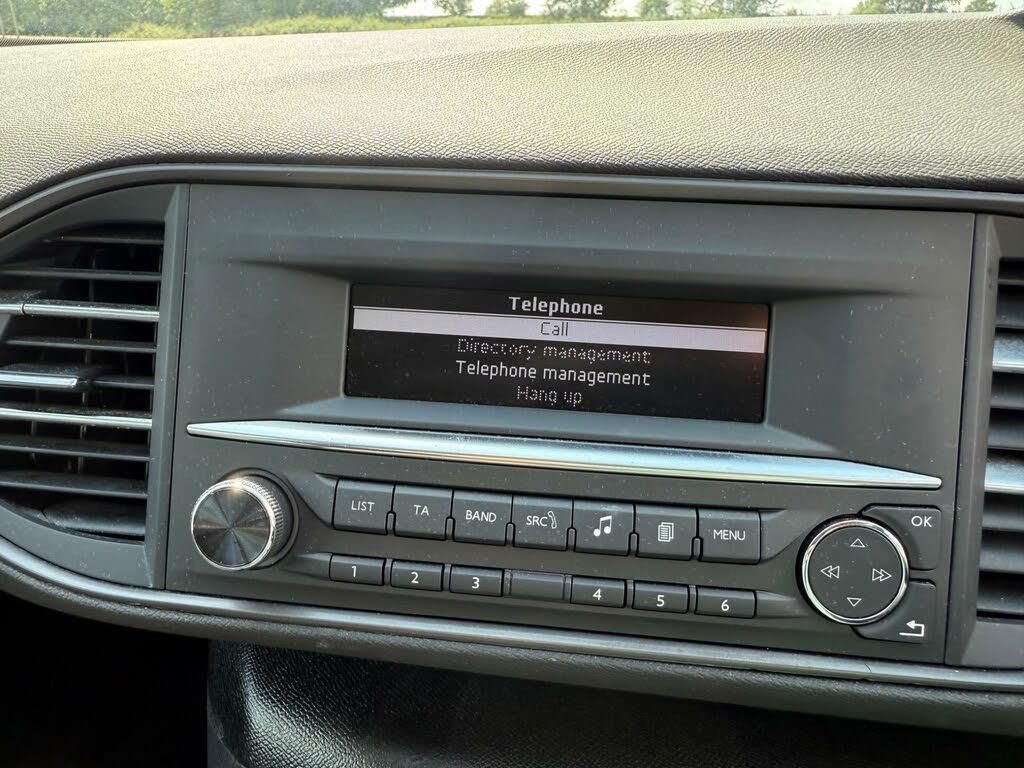 Telephone
Call
Directory management
Telephone management
Hang up
LIST TA BAND SRC MENU OK
1 2 3 4 5 6